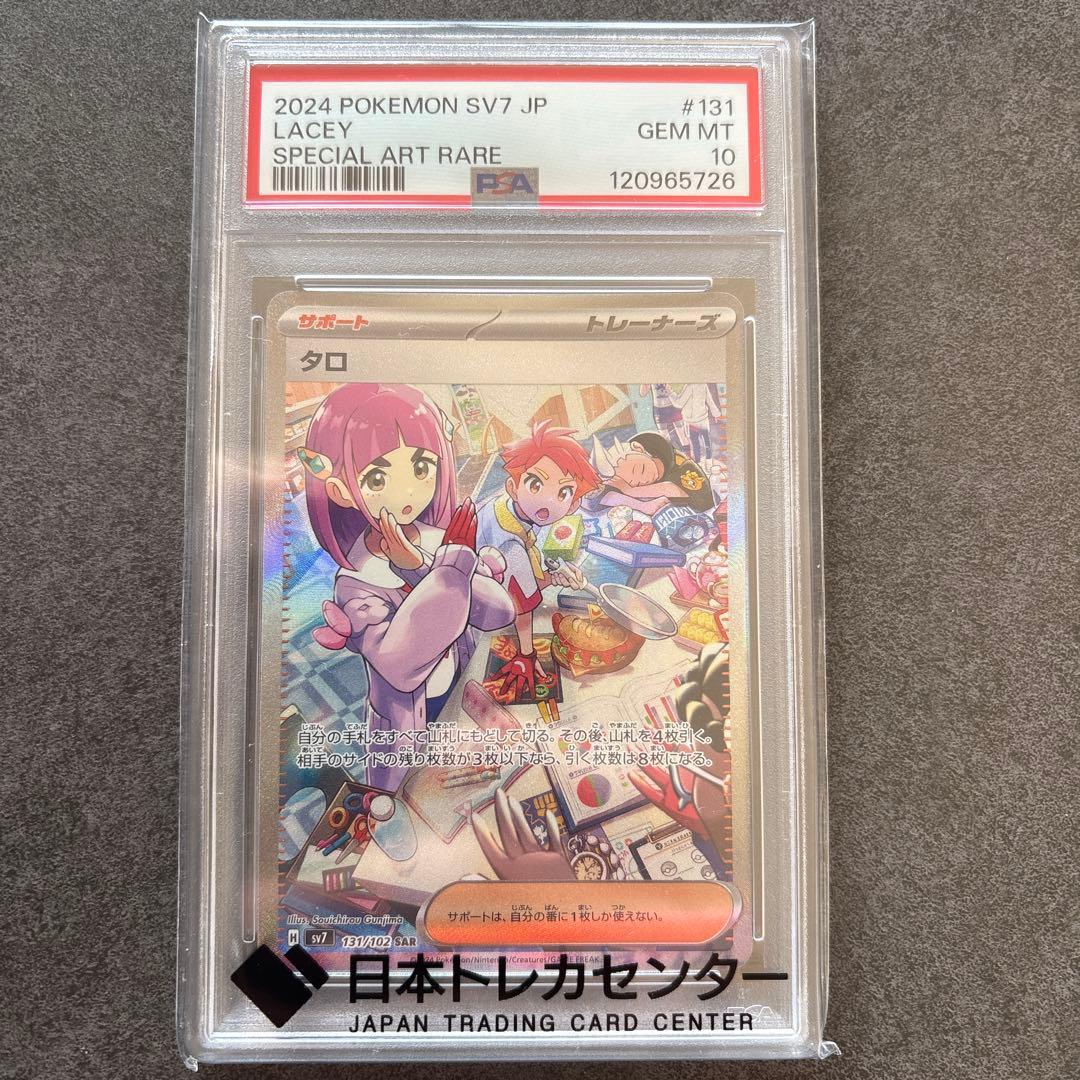 2024 POKEMON SV7 JP #131
LACEY GEM MT
SPECIAL ART RARE 10
PSA 120965726
サポート トレーナーズ
タロ
自分の手札をすべて山札にもどして切る。その後、山札を4枚引く。
相手のサイドの残り枚数が3枚以下なら、引く枚数は8枚になる。
サポートは、自分の番に1枚しか使えない。
Illus. Souichirou Gunjima
H sv7 131/102 SAR
©2024 Pokémon/Nintendo/Creatures/GAME FREAK.
日本トレカセンター
JAPAN TRADING CARD CENTER